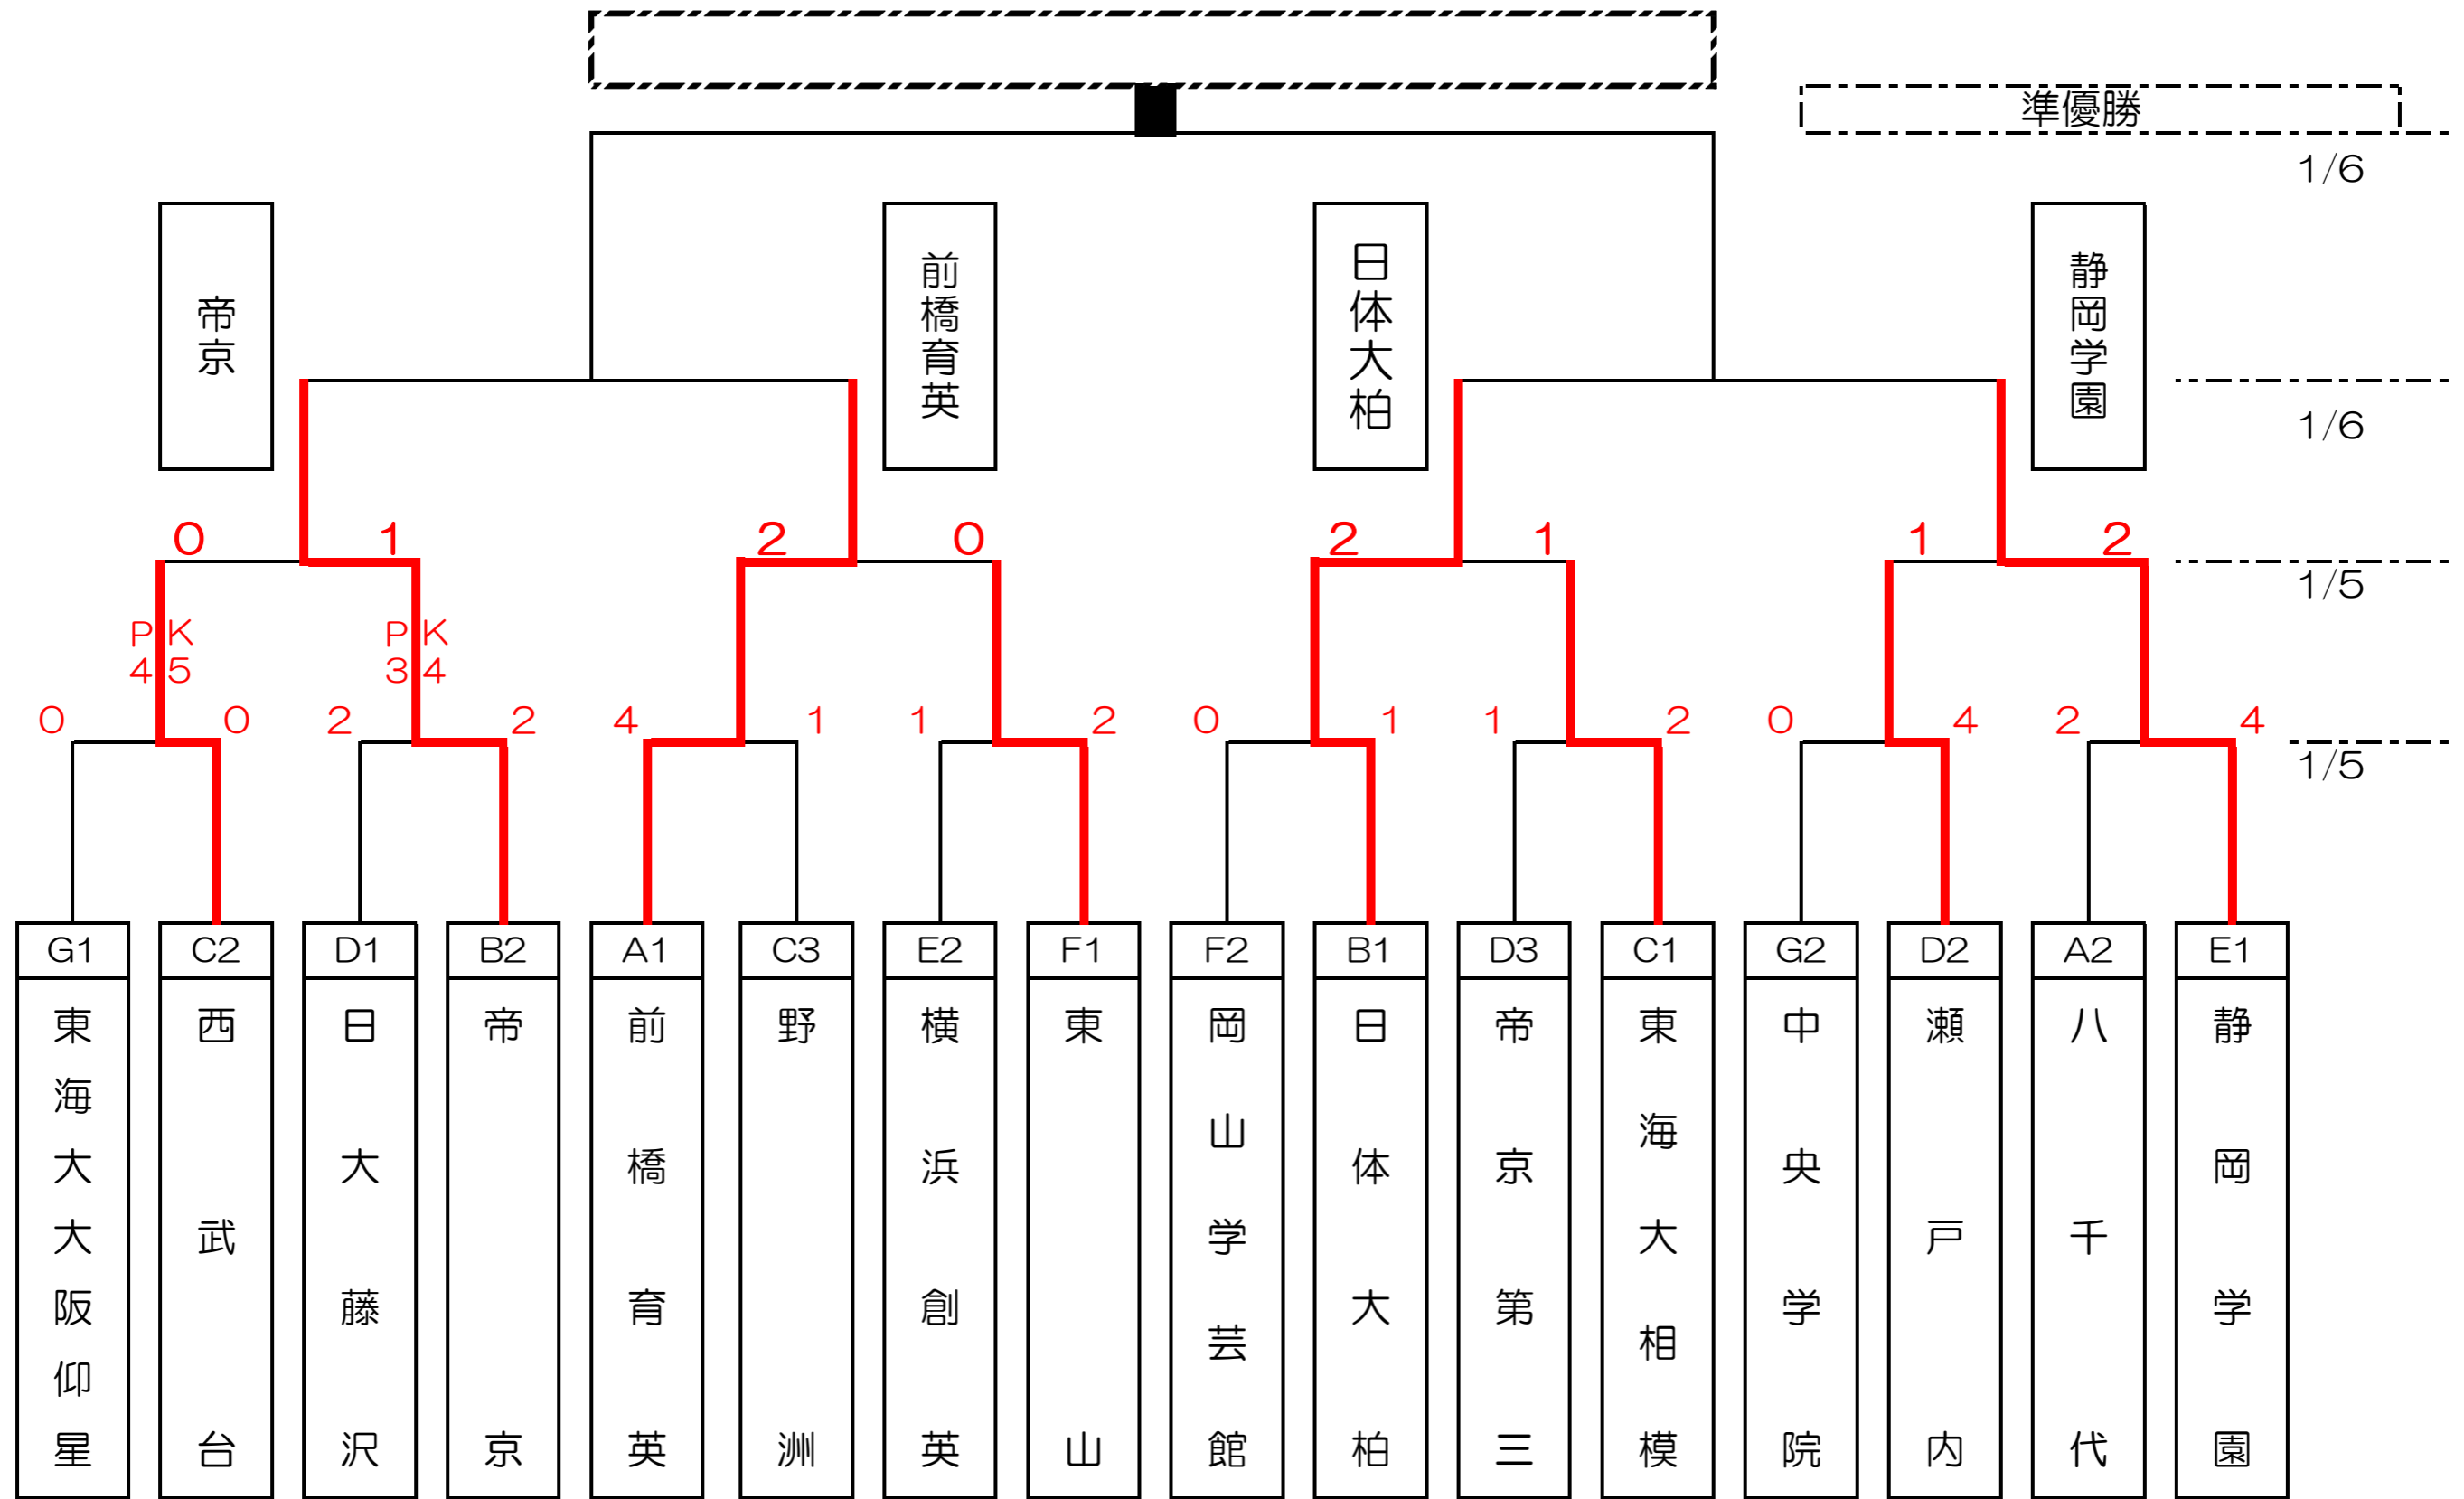 準優勝
1/6
帝京
前橋育英
日体大柏
静岡学園
1/6
0 1 2 0 2 1 1 2
1/5
PK PK
45 34
0 0 2 2 4 1 1 2 0 1 1 2 0 4 2 4
1/5
G1 C2 D1 B2 A1 C3 E2 F1 F2 B1 D3 C1 G2 D2 A2 E1
東海大大阪仰星
西武台
日大藤沢
帝京
前橋育英
野洲
横浜創英
東山
岡山学芸館
日体大柏
帝京第三
東海大相模
中央学院
瀬戸内
八千代
静岡学園